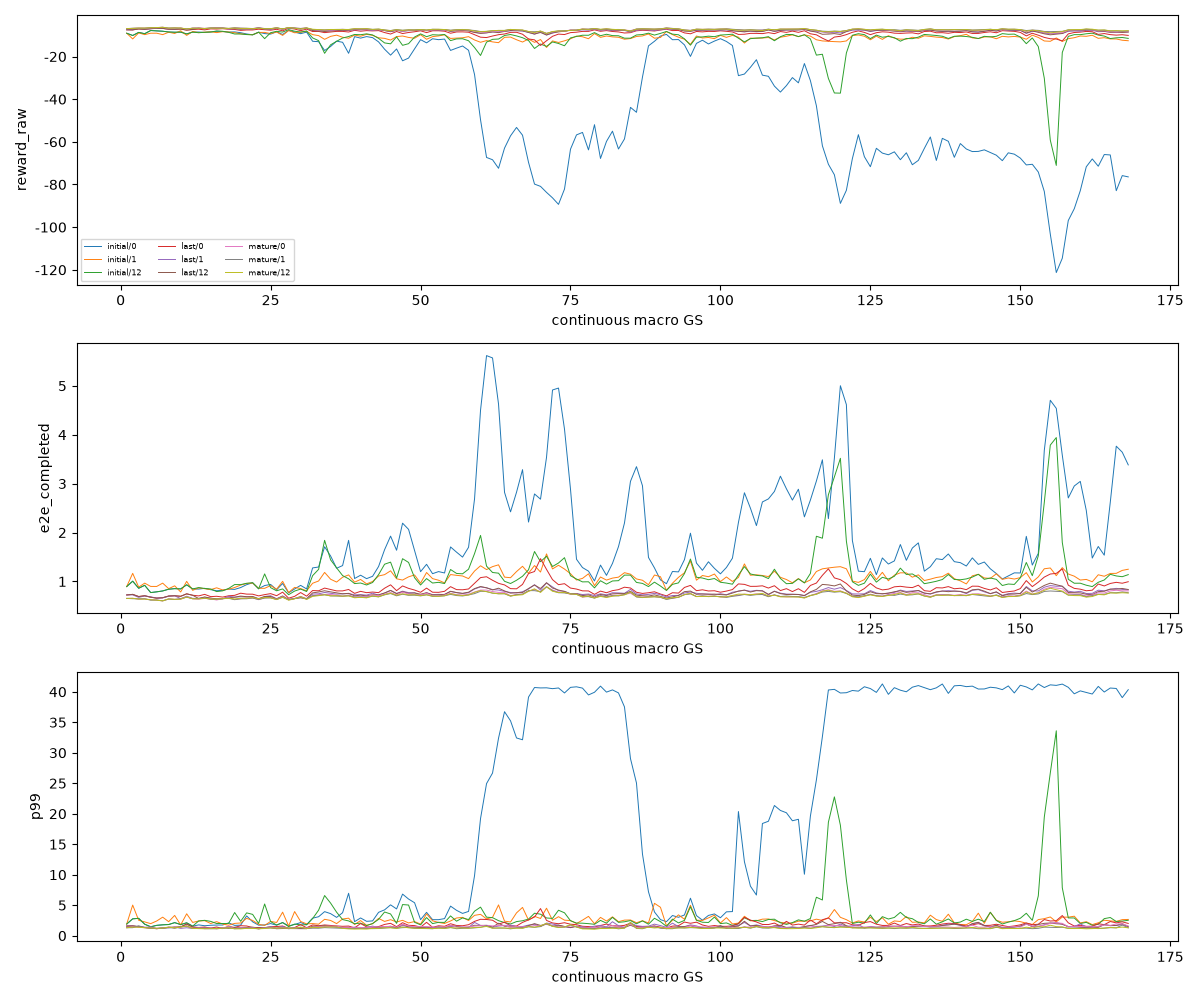 -20
-40
-60
-80
-100
-120
reward_raw
initial/0 last/0 mature/0
initial/1 last/1 mature/1
initial/12 last/12 mature/12
0 25 50 75 100 125 150 175
continuous macro GS
5
4
3
2
1
e2e_completed
0 25 50 75 100 125 150 175
continuous macro GS
40
35
30
25
20
15
10
5
0
p99
0 25 50 75 100 125 150 175
continuous macro GS